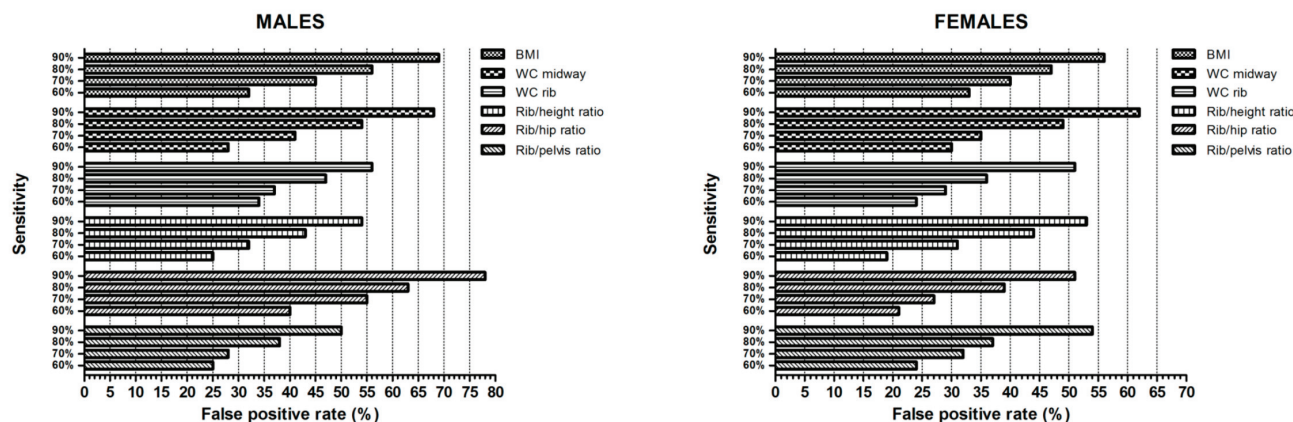 MALES
90%
80%
70%
60%
90%
80%
70%
60%
90%
80%
70%
60%
90%
80%
70%
60%
90%
80%
70%
60%
90%
80%
70%
60%
Sensitivity
0 5 10 15 20 25 30 35 40 45 50 55 60 65 70 75 80
False positive rate (%)
BMI
WC midway
WC rib
Rib/height ratio
Rib/hip ratio
Rib/pelvis ratio
FEMALES
90%
80%
70%
60%
90%
80%
70%
60%
90%
80%
70%
60%
90%
80%
70%
60%
90%
80%
70%
60%
90%
80%
70%
60%
Sensitivity
0 5 10 15 20 25 30 35 40 45 50 55 60 65 70
False positive rate (%)
BMI
WC midway
WC rib
Rib/height ratio
Rib/hip ratio
Rib/pelvis ratio